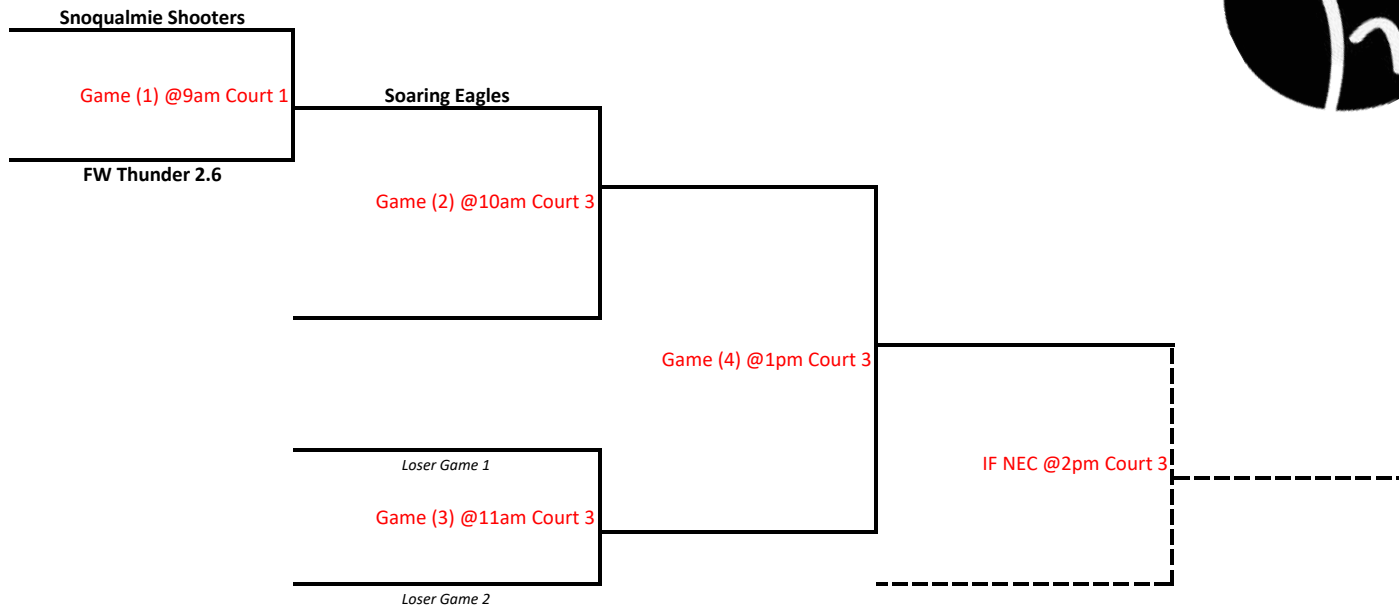 Snoqualmie Shooters
Game (1) @9am Court 1
Soaring Eagles
FW Thunder 2.6
Game (2) @10am Court 3
Game (4) @1pm Court 3
Loser Game 1
IF NEC @2pm Court 3
Game (3) @11am Court 3
Loser Game 2